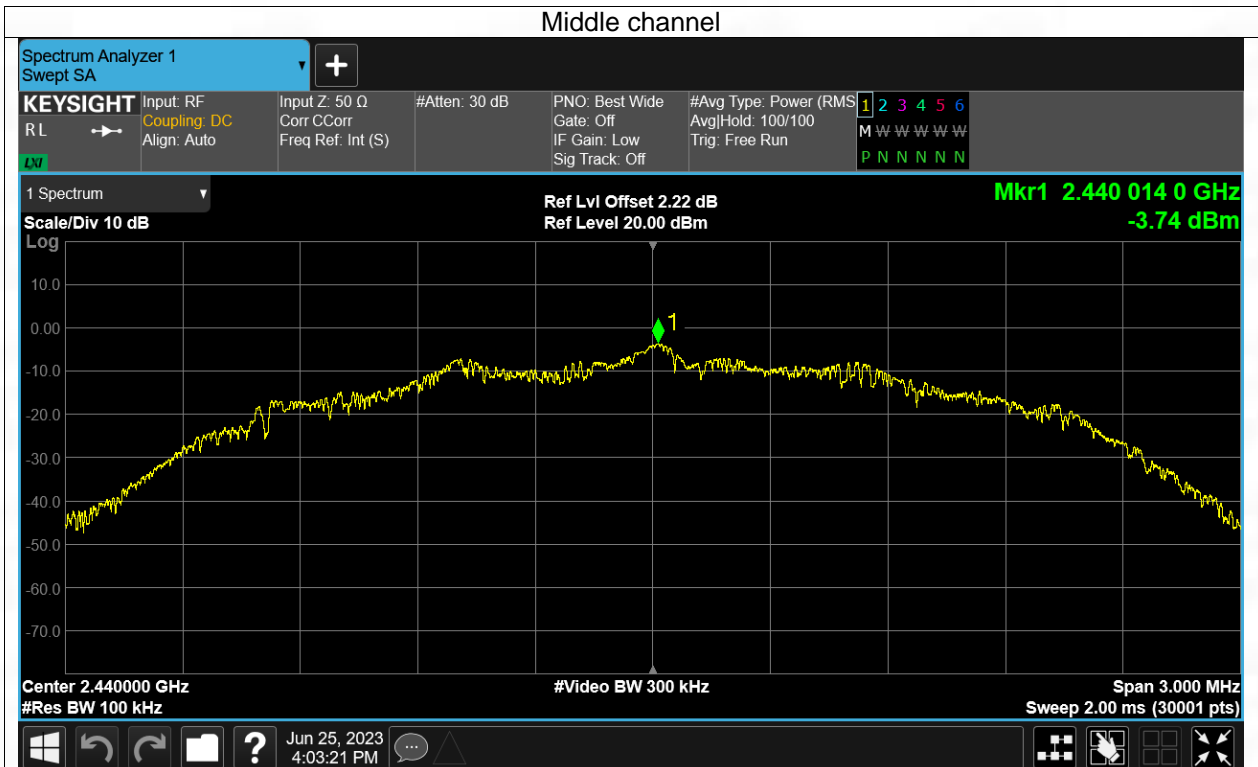 Middle channel
Spectrum Analyzer 1
Swept SA
KEYSIGHT
RL
LXI
Input: RF
Coupling: DC
Align: Auto
Input Z: 50 Ω
Corr CCorr
Freq Ref: Int (S)
#Atten: 30 dB
PNO: Best Wide
Gate: Off
IF Gain: Low
Sig Track: Off
#Avg Type: Power (RMS
Avg|Hold: 100/100
Trig: Free Run
1 2 3 4 5 6
M W W W W W
P N N N N N
1 Spectrum
Scale/Div 10 dB
Log
Ref Lvl Offset 2.22 dB
Ref Level 20.00 dBm
Mkr1 2.440 014 0 GHz
-3.74 dBm
1
10.0
0.00
-10.0
-20.0
-30.0
-40.0
-50.0
-60.0
-70.0
Center 2.440000 GHz
#Video BW 300 kHz
Span 3.000 MHz
#Res BW 100 kHz
Sweep 2.00 ms (30001 pts)
?
Jun 25, 2023
4:03:21 PM